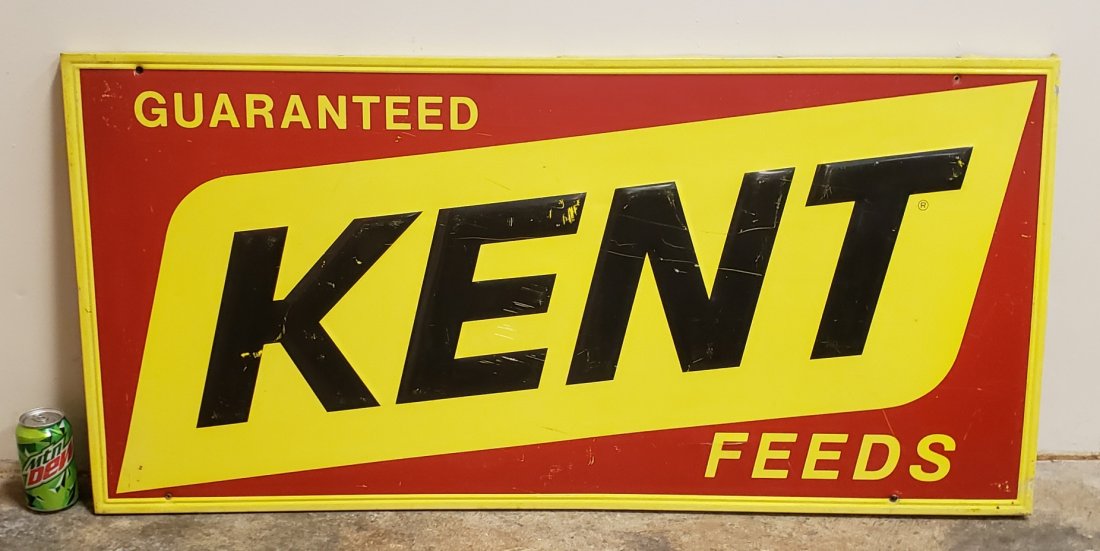 GUARANTEED
KENT®
FEEDS
Mtn
Dew